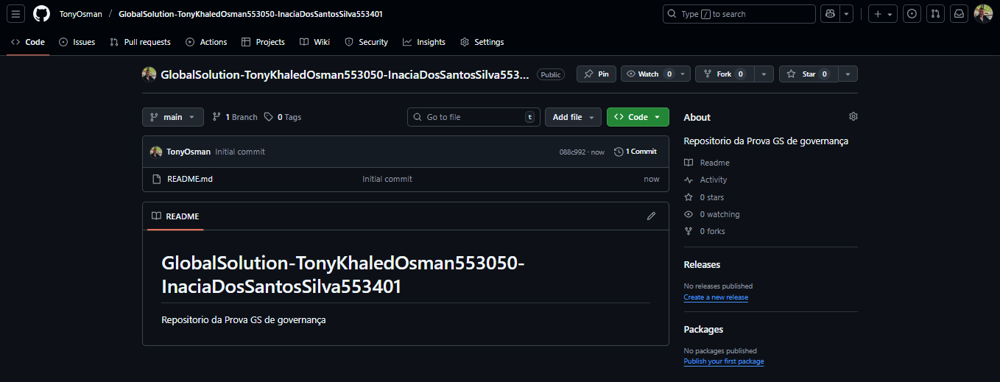 TonyOsman / GlobalSolution-TonyKhaledOsman553050-InaciaDosSantosSilva553401
Type / to search
Code Issues Pull requests Actions Projects Wiki Security Insights Settings
GlobalSolution-TonyKhaledOsman553050-InaciaDosSantosSilva553... Public
Pin Watch 0 Fork 0 Star 0
main 1 Branch 0 Tags
Go to file t Add file Code
TonyOsman Initial commit 088c992 · now 1 Commit
README.md Initial commit now
README
GlobalSolution-TonyKhaledOsman553050-
InaciaDosSantosSilva553401
Repositorio da Prova GS de governança
About
Repositorio da Prova GS de governança
Readme
Activity
0 stars
0 watching
0 forks
Releases
No releases published
Create a new release
Packages
No packages published
Publish your first package